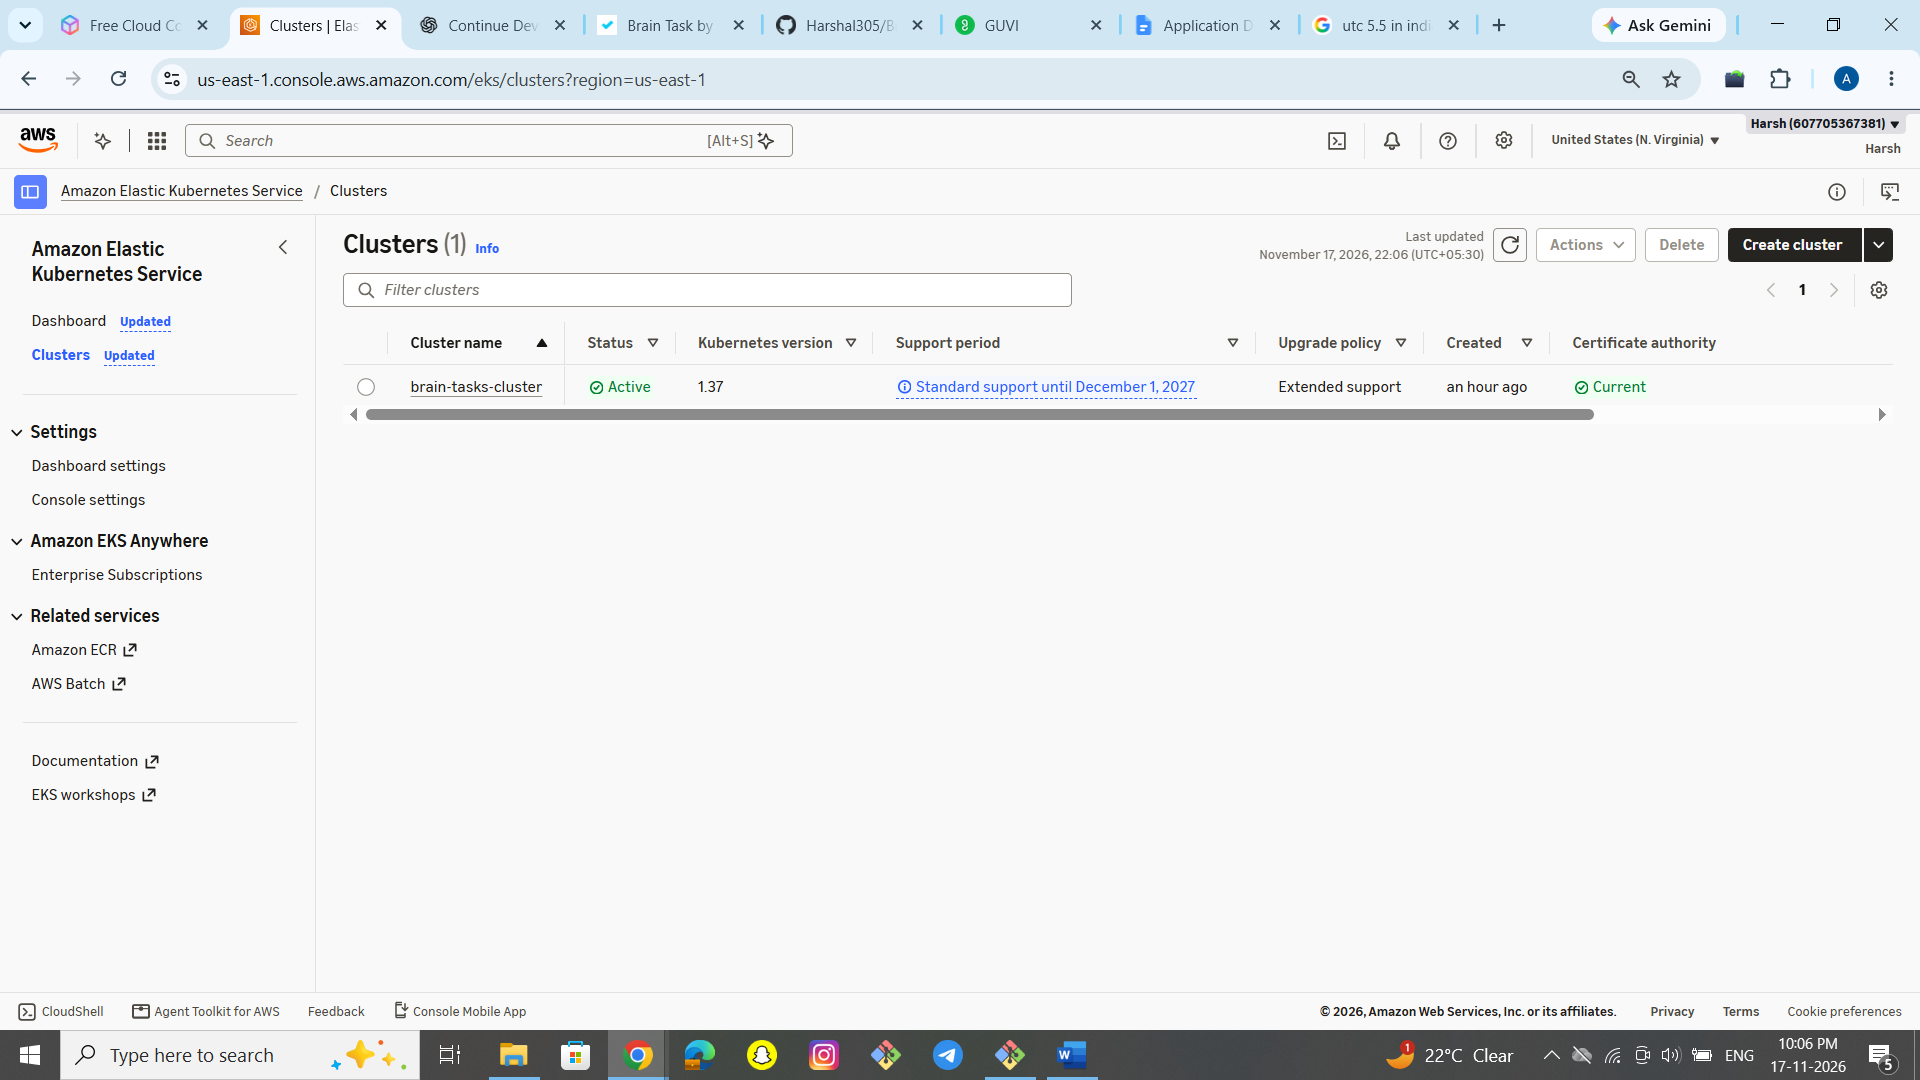 Free Cloud Co
Clusters | Elas
Continue Dev
Brain Task by
Harshal305/B
GUVI
Application D
utc 5.5 in indi
Ask Gemini
us-east-1.console.aws.amazon.com/eks/clusters?region=us-east-1
A
aws
Search
[Alt+S]
United States (N. Virginia)
Harsh (607705367381)
Harsh
Amazon Elastic Kubernetes Service / Clusters
Amazon Elastic
Kubernetes Service
Dashboard Updated
Clusters Updated
Settings
Dashboard settings
Console settings
Amazon EKS Anywhere
Enterprise Subscriptions
Related services
Amazon ECR
AWS Batch
Documentation
EKS workshops
Clusters (1) Info
Last updated
November 17, 2026, 22:06 (UTC+05:30)
Actions
Delete
Create cluster
Filter clusters
1
Cluster name Status Kubernetes version Support period Upgrade policy Created Certificate authority
brain-tasks-cluster Active 1.37 Standard support until December 1, 2027 Extended support an hour ago Current
CloudShell Agent Toolkit for AWS Feedback Console Mobile App © 2026, Amazon Web Services, Inc. or its affiliates. Privacy Terms Cookie preferences
Type here to search
W
1
22°C Clear
ENG
10:06 PM
17-11-2026
5